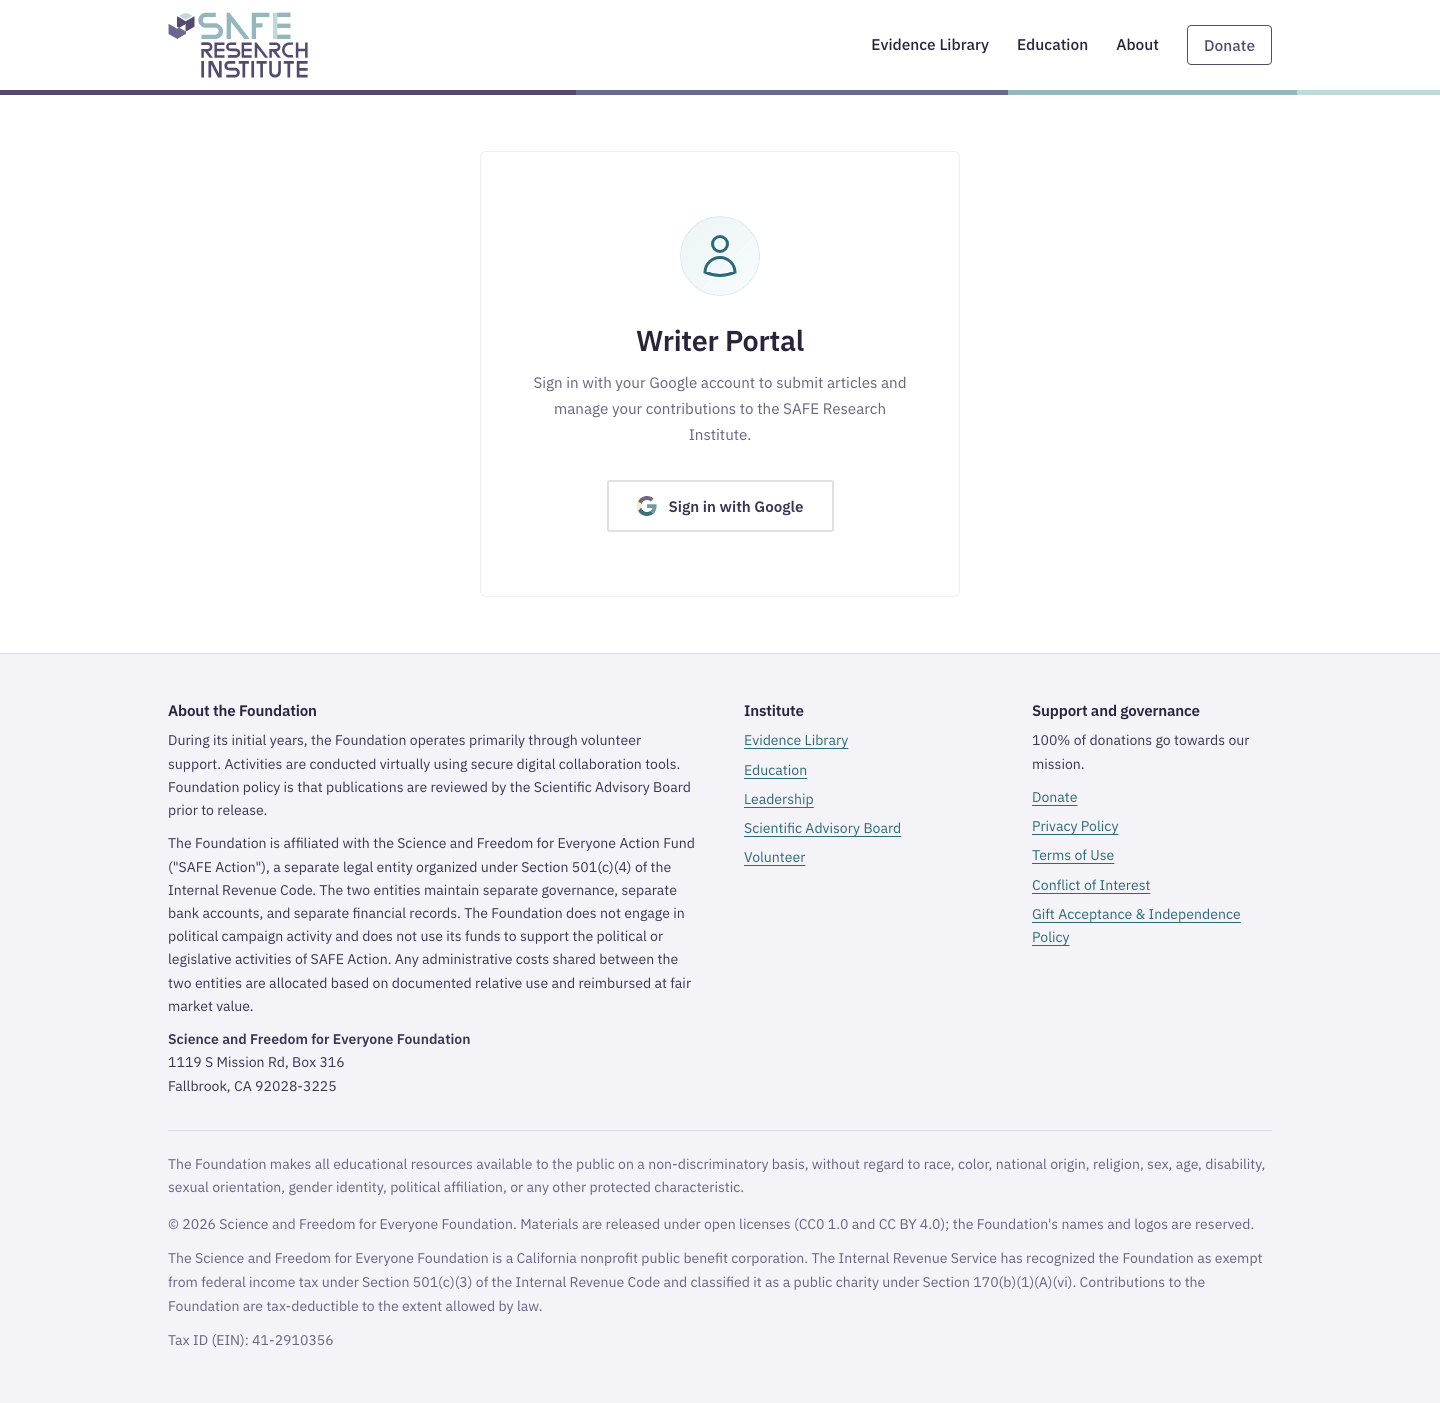 SAFE
RESEARCH
INSTITUTE
Evidence Library
Education
About
Donate
Writer Portal
Sign in with your Google account to submit articles and
manage your contributions to the SAFE Research
Institute.
Sign in with Google
About the Foundation
During its initial years, the Foundation operates primarily through volunteer
support. Activities are conducted virtually using secure digital collaboration tools.
Foundation policy is that publications are reviewed by the Scientific Advisory Board
prior to release.
The Foundation is affiliated with the Science and Freedom for Everyone Action Fund
("SAFE Action"), a separate legal entity organized under Section 501(c)(4) of the
Internal Revenue Code. The two entities maintain separate governance, separate
bank accounts, and separate financial records. The Foundation does not engage in
political campaign activity and does not use its funds to support the political or
legislative activities of SAFE Action. Any administrative costs shared between the
two entities are allocated based on documented relative use and reimbursed at fair
market value.
Science and Freedom for Everyone Foundation
1119 S Mission Rd, Box 316
Fallbrook, CA 92028-3225
Institute
Evidence Library
Education
Leadership
Scientific Advisory Board
Volunteer
Support and governance
100% of donations go towards our
mission.
Donate
Privacy Policy
Terms of Use
Conflict of Interest
Gift Acceptance & Independence
Policy
The Foundation makes all educational resources available to the public on a non-discriminatory basis, without regard to race, color, national origin, religion, sex, age, disability,
sexual orientation, gender identity, political affiliation, or any other protected characteristic.
© 2026 Science and Freedom for Everyone Foundation. Materials are released under open licenses (CC0 1.0 and CC BY 4.0); the Foundation's names and logos are reserved.
The Science and Freedom for Everyone Foundation is a California nonprofit public benefit corporation. The Internal Revenue Service has recognized the Foundation as exempt
from federal income tax under Section 501(c)(3) of the Internal Revenue Code and classified it as a public charity under Section 170(b)(1)(A)(vi). Contributions to the
Foundation are tax-deductible to the extent allowed by law.
Tax ID (EIN): 41-2910356